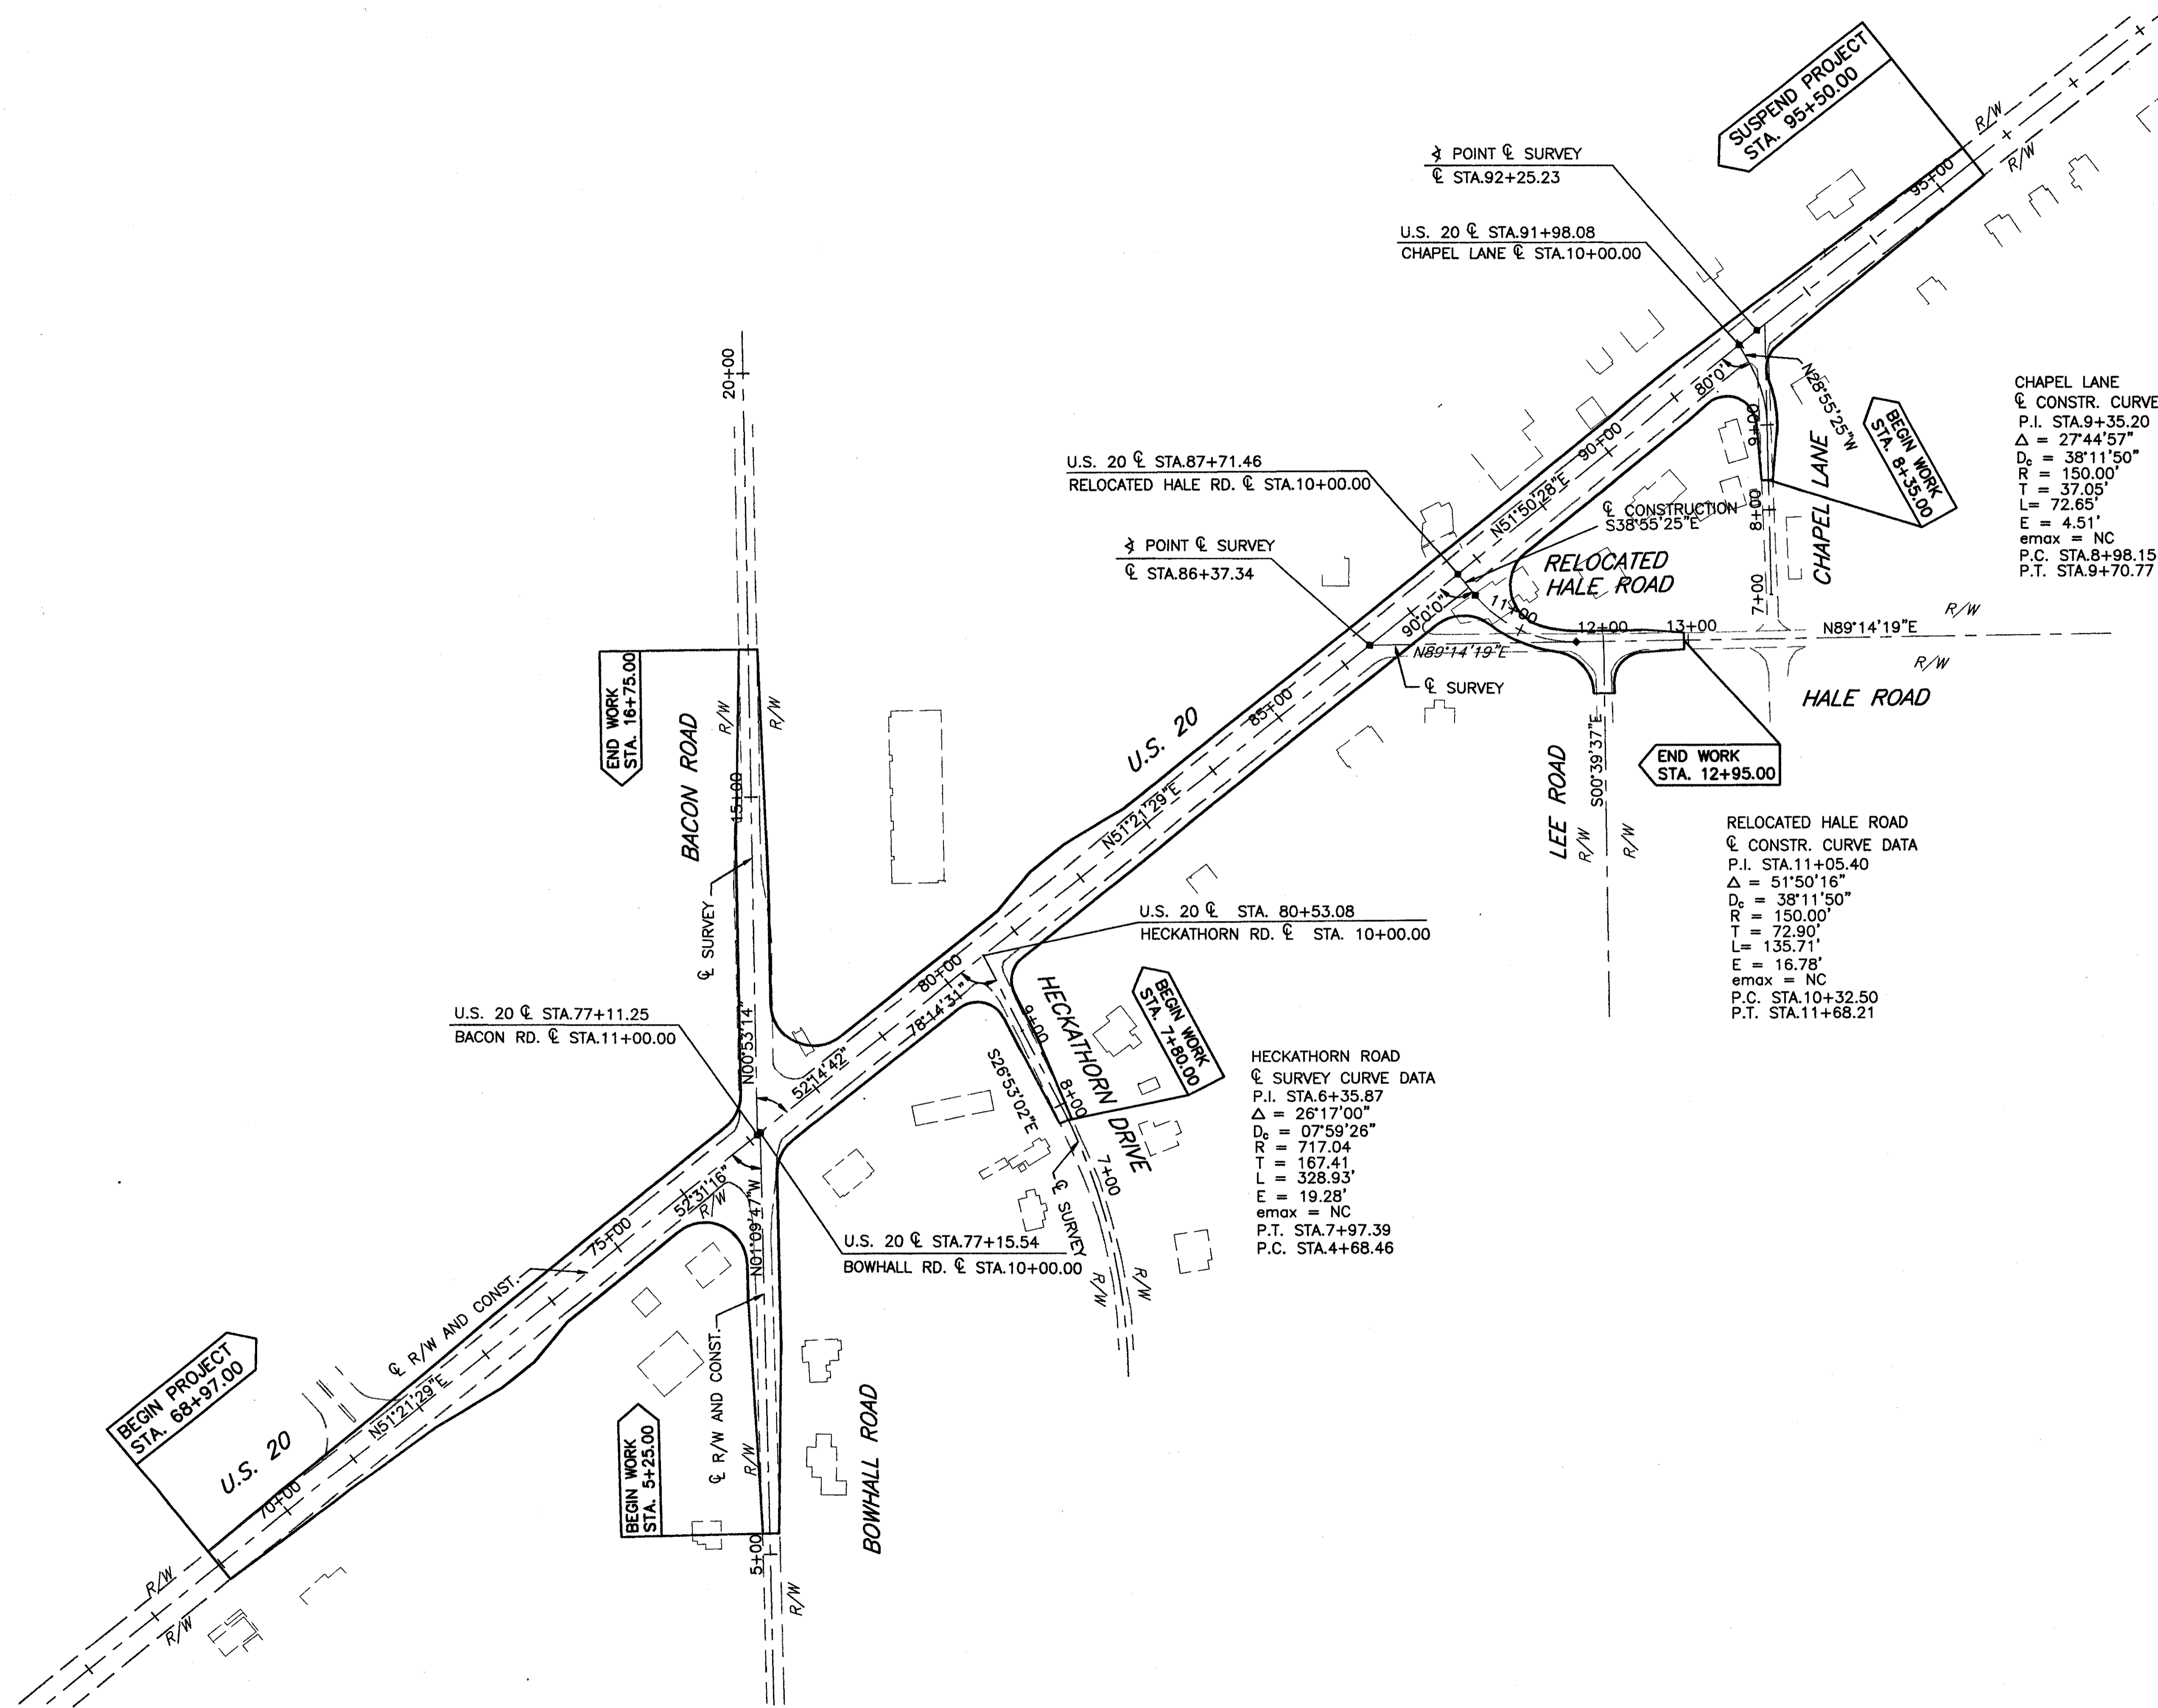 SUSPEND PROJECT
STA. 95+50.00
R/W
R/W
95+00
∡ POINT ℄ SURVEY
℄ STA.92+25.23
U.S. 20 ℄ STA.91+98.08
CHAPEL LANE ℄ STA.10+00.00
80°0'
N28°55'25"W
9+00
8+00
7+00
CHAPEL LANE
BEGIN WORK
STA. 8+35.00
CHAPEL LANE
℄ CONSTR. CURVE
P.I. STA.9+35.20
Δ = 27°44'57"
Dc = 38°11'50"
R = 150.00'
T = 37.05'
L= 72.65'
E = 4.51'
emax = NC
P.C. STA.8+98.15
P.T. STA.9+70.77
20+00
90+00
N51°50'28"E
U.S. 20 ℄ STA.87+71.46
RELOCATED HALE RD. ℄ STA.10+00.00
℄ CONSTRUCTION
S38°55'25"E
∡ POINT ℄ SURVEY
℄ STA.86+37.34
RELOCATED
HALE ROAD
90°0'0"
11+00
12+00
13+00
N89°14'19"E
R/W
R/W
N89°14'19"E
℄ SURVEY
HALE ROAD
END WORK
STA. 16+75.00
R/W
R/W
BACON ROAD
15+00
℄ SURVEY
85+00
U.S. 20
N51°21'29"E
LEE ROAD
S00°39'37"E
R/W
R/W
END WORK
STA. 12+95.00
RELOCATED HALE ROAD
℄ CONSTR. CURVE DATA
P.I. STA.11+05.40
Δ = 51°50'16"
Dc = 38°11'50"
R = 150.00'
T = 72.90'
L= 135.71'
E = 16.78'
emax = NC
P.C. STA.10+32.50
P.T. STA.11+68.21
U.S. 20 ℄ STA. 80+53.08
HECKATHORN RD. ℄ STA. 10+00.00
80+00
78°14'31"
U.S. 20 ℄ STA.77+11.25
BACON RD. ℄ STA.11+00.00
N00°53'14"
52°14'42"
9+00
8+00
7+00
HECKATHORN DRIVE
S26°53'02"E
℄ SURVEY
BEGIN WORK
STA. 7+80.00
HECKATHORN ROAD
℄ SURVEY CURVE DATA
P.I. STA.6+35.87
Δ = 26°17'00"
Dc = 07°59'26"
R = 717.04
T = 167.41
L = 328.93'
E = 19.28'
emax = NC
P.T. STA.7+97.39
P.C. STA.4+68.46
52°31'16"
R/W
N01°09'47"W
75+00
U.S. 20 ℄ STA.77+15.54
BOWHALL RD. ℄ STA.10+00.00
R/W
R/W
℄ R/W AND CONST.
℄ R/W AND CONST.
BEGIN PROJECT
STA. 68+97.00
N51°21'29"E
U.S. 20
70+00
BEGIN WORK
STA. 5+25.00
R/W
BOWHALL ROAD
5+00
R/W
R/W
R/W